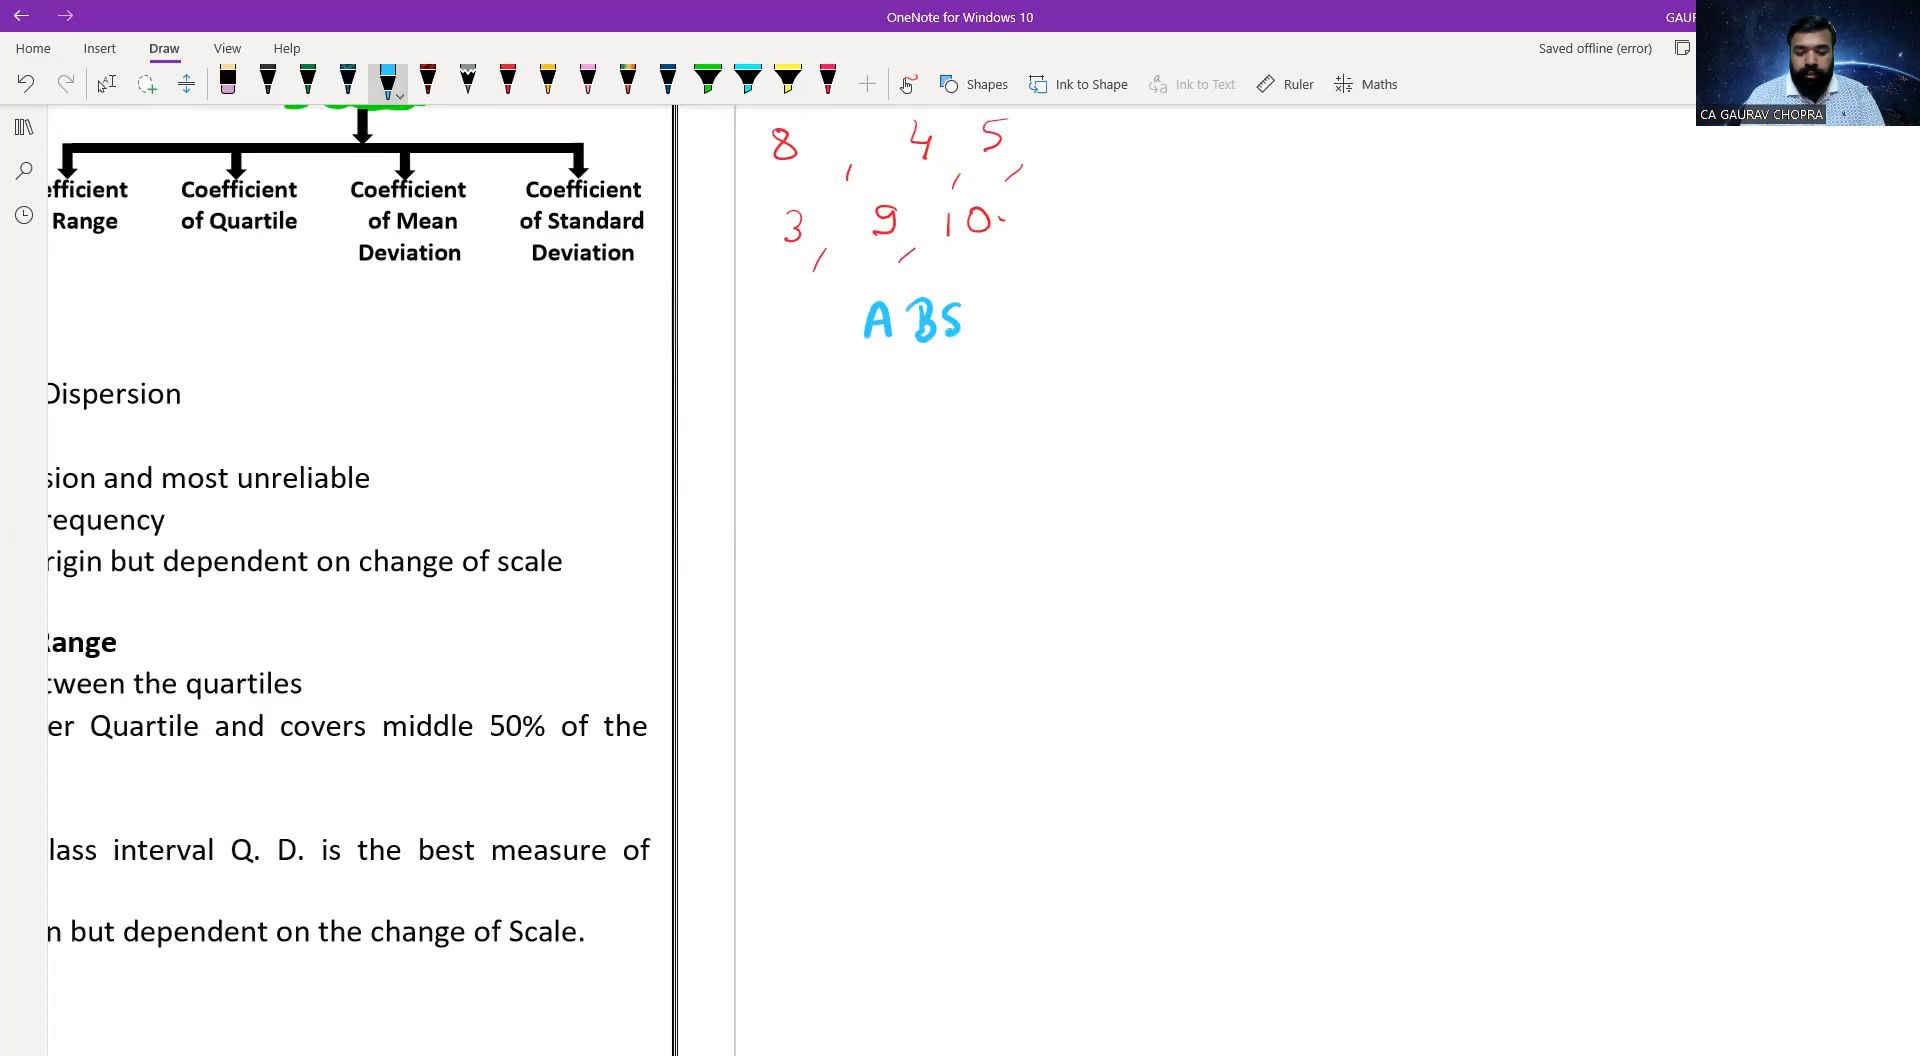 OneNote for Windows 10
GAUR
Home Insert Draw View Help
Saved offline (error)
Shapes Ink to Shape Ink to Text Ruler Maths
CA GAURAV CHOPRA
efficient Coefficient Coefficient Coefficient
Range of Quartile of Mean of Standard
Deviation Deviation
8 , 4 , 5 ,
3 , 9 , 10.
ABS
Dispersion
sion and most unreliable
requency
rigin but dependent on change of scale
Range
tween the quartiles
er Quartile and covers middle 50% of the
lass interval Q. D. is the best measure of
n but dependent on the change of Scale.